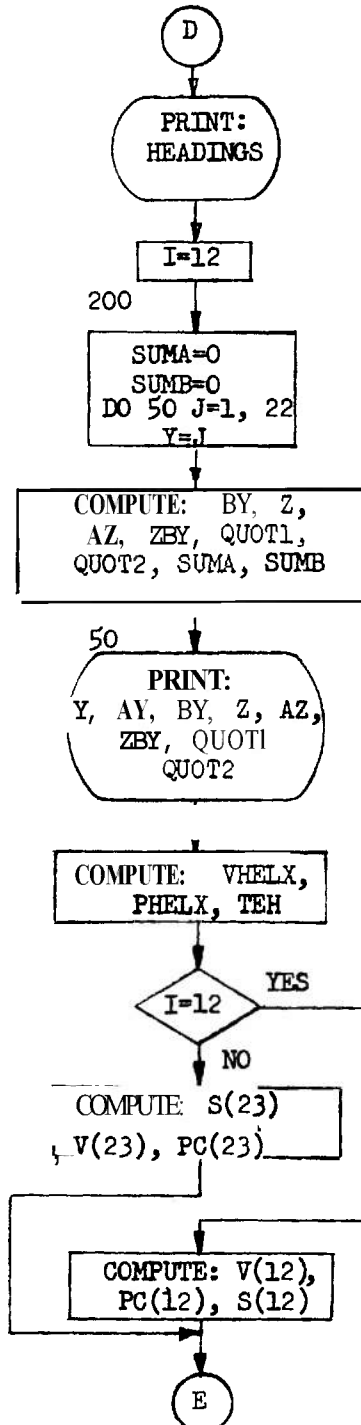 D
PRINT:
HEADINGS
I=12
200
SUMA=0
SUMB=0
DO 50 J=1, 22
Y=J
COMPUTE: BY, Z,
AZ, ZBY, QUOT1,
QUOT2, SUMA, SUMB
50
PRINT:
Y, AY, BY, Z, AZ,
ZBY, QUOT1
QUOT2
COMPUTE: VHELX,
PHELX, TEH
YES
I=12
NO
COMPUTE: S(23)
, V(23), PC(23)
COMPUTE: V(12),
PC(12), S(12)
E